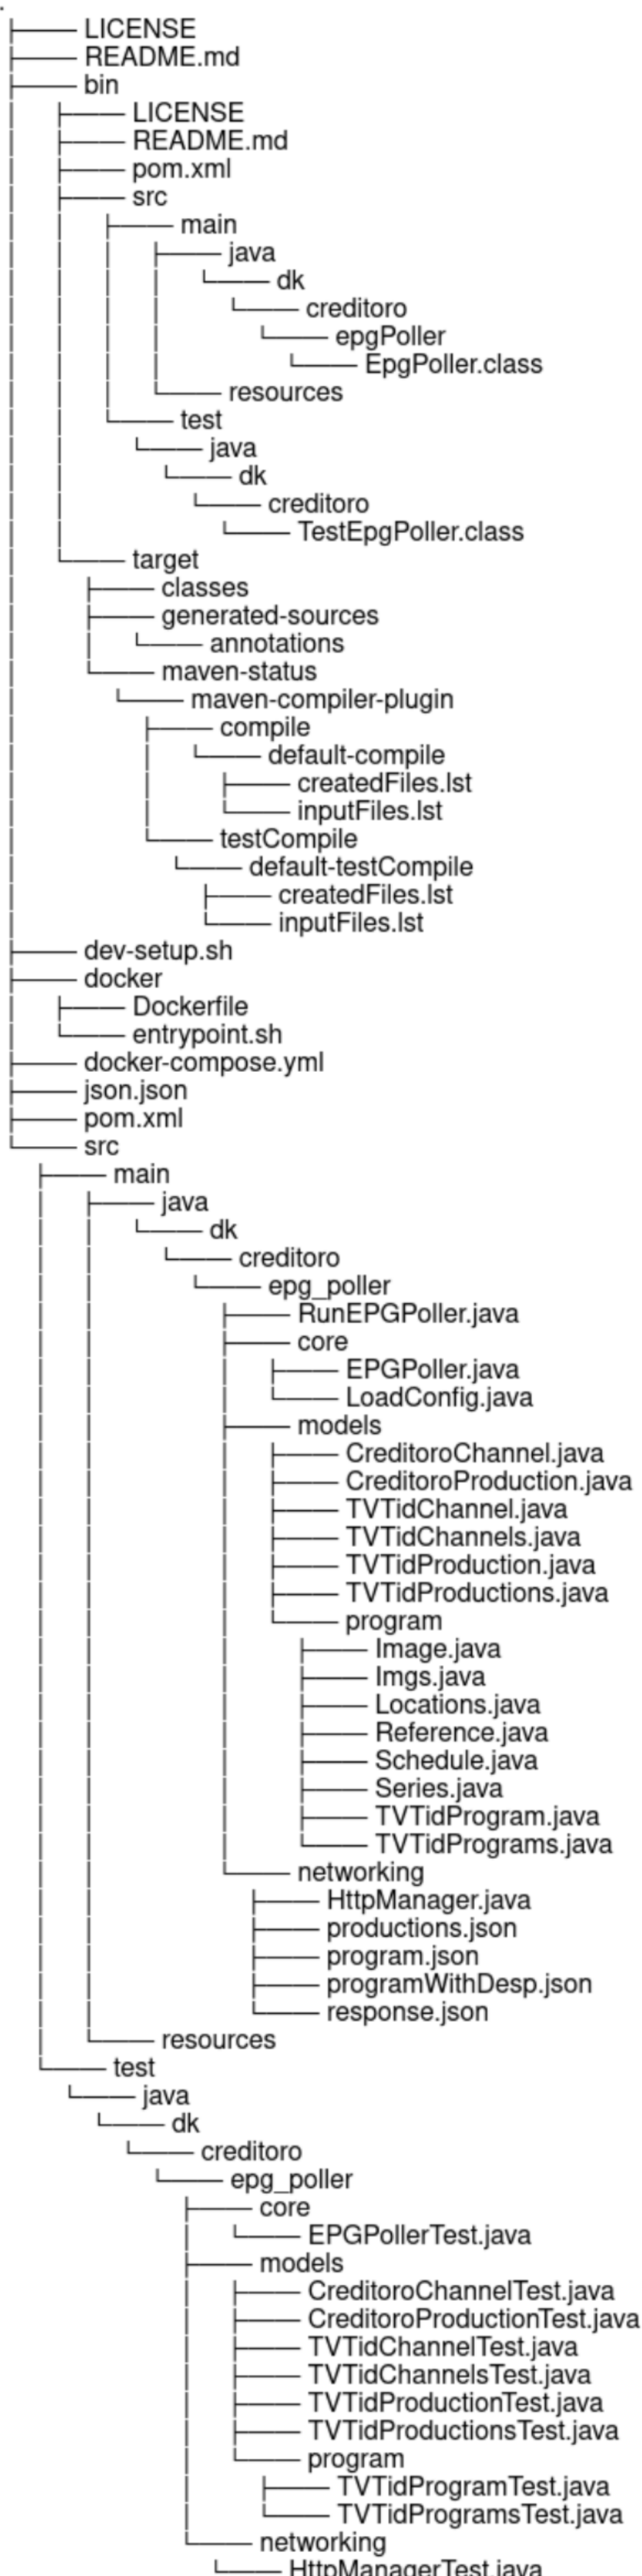 .
├── LICENSE
├── README.md
├── bin
│   ├── LICENSE
│   ├── README.md
│   ├── pom.xml
│   ├── src
│   │   ├── main
│   │   │   ├── java
│   │   │   │   └── dk
│   │   │   │       └── creditoro
│   │   │   │           └── epgPoller
│   │   │   │               └── EpgPoller.class
│   │   │   └── resources
│   │   └── test
│   │       └── java
│   │           └── dk
│   │               └── creditoro
│   │                   └── TestEpgPoller.class
│   └── target
│       ├── classes
│       ├── generated-sources
│       │   └── annotations
│       └── maven-status
│           └── maven-compiler-plugin
│               ├── compile
│               │   └── default-compile
│               │       ├── createdFiles.lst
│               │       └── inputFiles.lst
│               └── testCompile
│                   └── default-testCompile
│                       ├── createdFiles.lst
│                       └── inputFiles.lst
├── dev-setup.sh
├── docker
│   ├── Dockerfile
│   └── entrypoint.sh
├── docker-compose.yml
├── json.json
├── pom.xml
└── src
    ├── main
    │   ├── java
    │   │   └── dk
    │   │       └── creditoro
    │   │           └── epg_poller
    │   │               ├── RunEPGPoller.java
    │   │               ├── core
    │   │               │   ├── EPGPoller.java
    │   │               │   └── LoadConfig.java
    │   │               ├── models
    │   │               │   ├── CreditoroChannel.java
    │   │               │   ├── CreditoroProduction.java
    │   │               │   ├── TVTidChannel.java
    │   │               │   ├── TVTidChannels.java
    │   │               │   ├── TVTidProduction.java
    │   │               │   ├── TVTidProductions.java
    │   │               │   └── program
    │   │               │       ├── Image.java
    │   │               │       ├── Imgs.java
    │   │               │       ├── Locations.java
    │   │               │       ├── Reference.java
    │   │               │       ├── Schedule.java
    │   │               │       ├── Series.java
    │   │               │       ├── TVTidProgram.java
    │   │               │       └── TVTidPrograms.java
    │   │               └── networking
    │   │                   ├── HttpManager.java
    │   │                   ├── productions.json
    │   │                   ├── program.json
    │   │                   ├── programWithDesp.json
    │   │                   └── response.json
    │   └── resources
    └── test
        └── java
            └── dk
                └── creditoro
                    └── epg_poller
                        ├── core
                        │   └── EPGPollerTest.java
                        ├── models
                        │   ├── CreditoroChannelTest.java
                        │   ├── CreditoroProductionTest.java
                        │   ├── TVTidChannelTest.java
                        │   ├── TVTidChannelsTest.java
                        │   ├── TVTidProductionTest.java
                        │   ├── TVTidProductionsTest.java
                        │   └── program
                        │       ├── TVTidProgramTest.java
                        │       └── TVTidProgramsTest.java
                        └── networking
                            └── HttpManagerTest.java